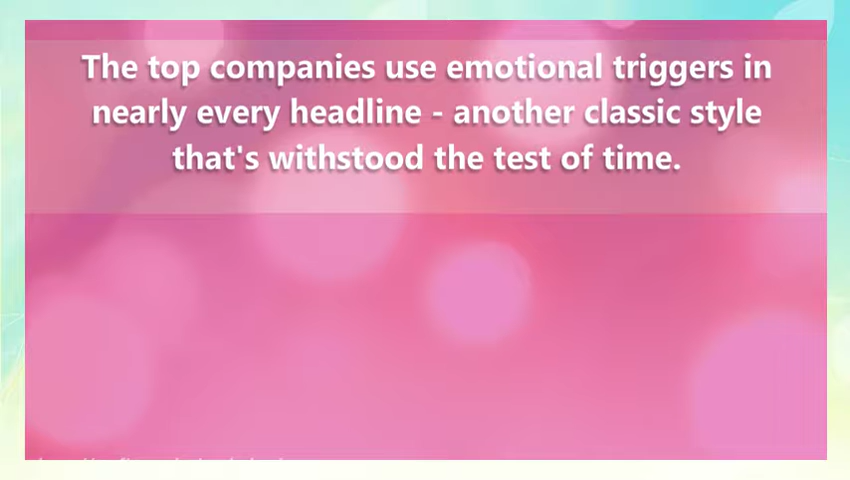 The top companies use emotional triggers in
nearly every headline - another classic style
that's withstood the test of time.